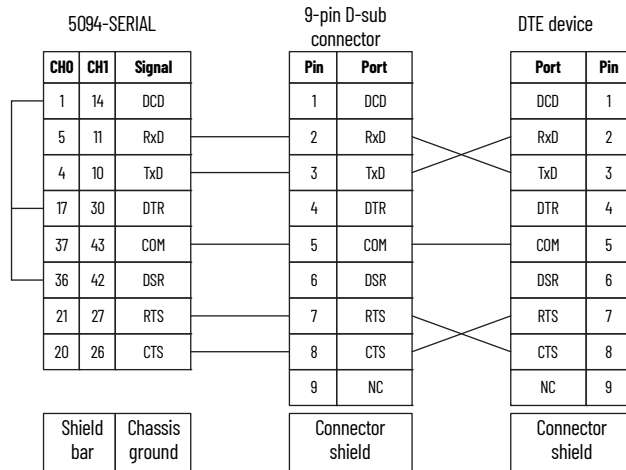 5094-SERIAL
9-pin D-sub
connector
DTE device
CH0 CH1 Signal
1 14 DCD
5 11 RxD
4 10 TxD
17 30 DTR
37 43 COM
36 42 DSR
21 27 RTS
20 26 CTS
Shield
bar
Chassis
ground
Pin Port
1 DCD
2 RxD
3 TxD
4 DTR
5 COM
6 DSR
7 RTS
8 CTS
9 NC
Connector
shield
Port Pin
DCD 1
RxD 2
TxD 3
DTR 4
COM 5
DSR 6
RTS 7
CTS 8
NC 9
Connector
shield